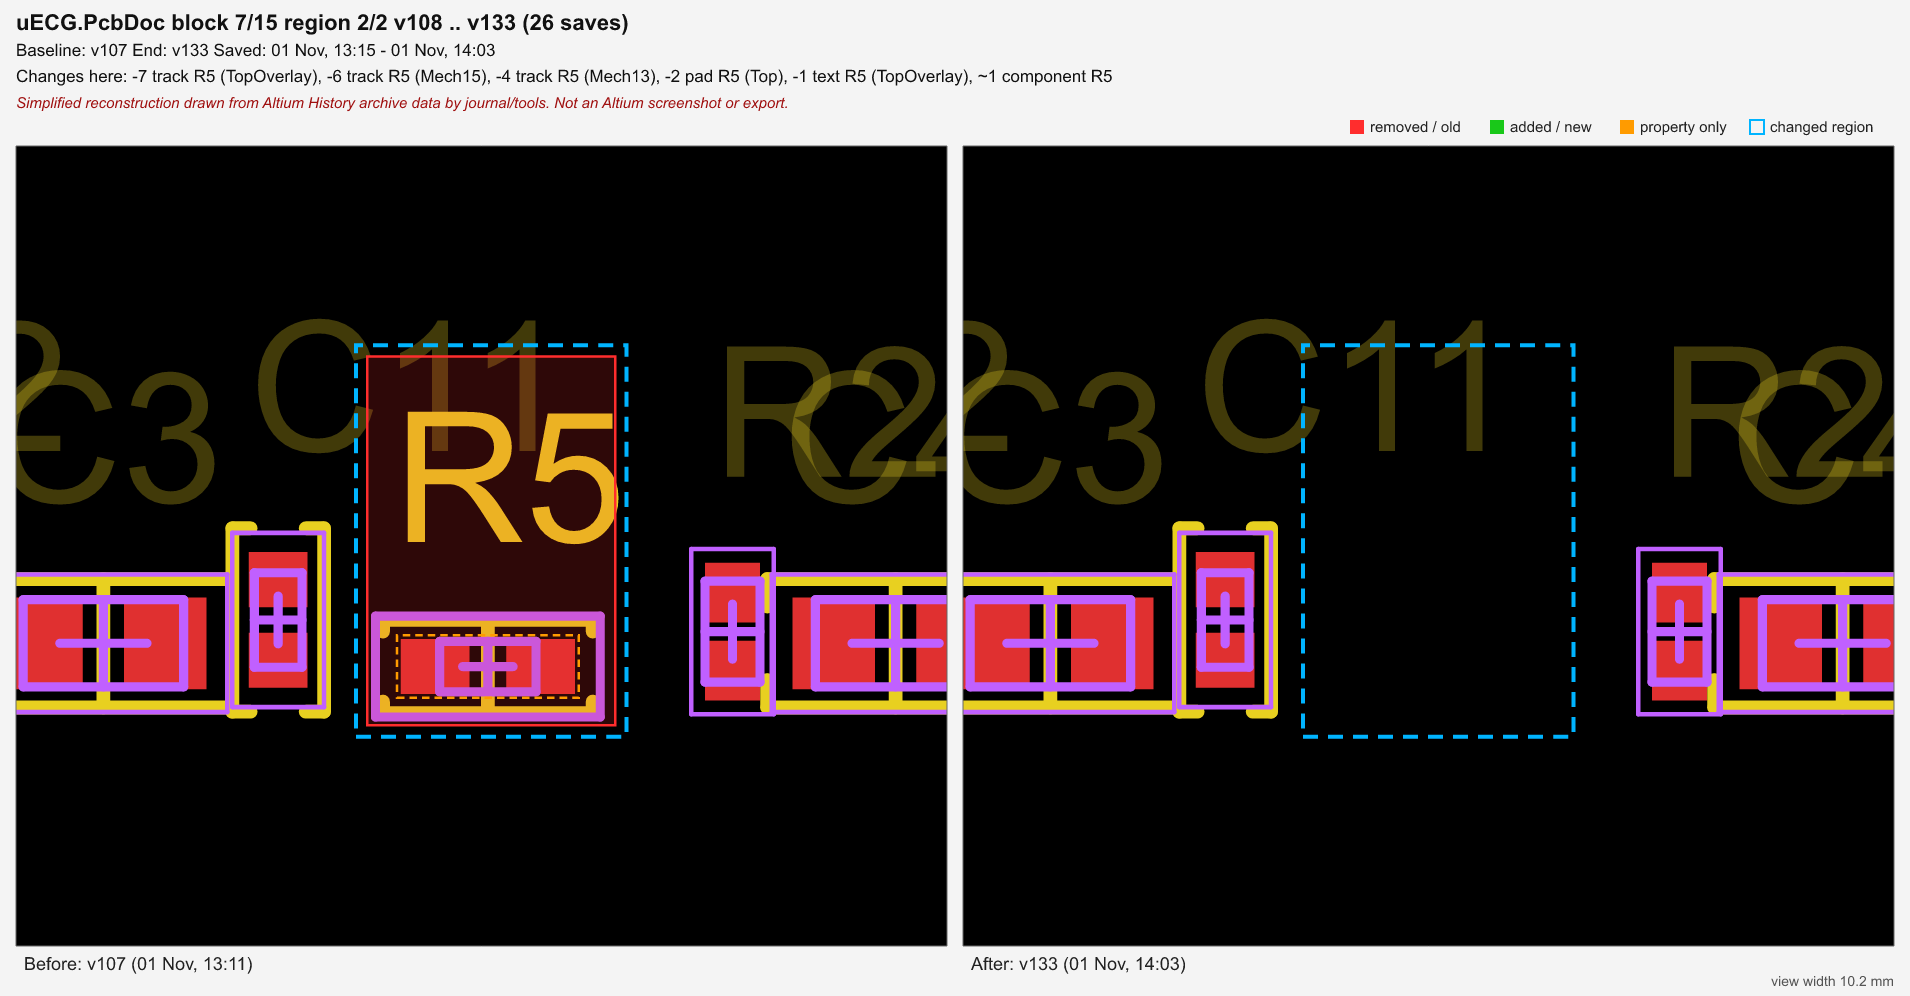 uECG.PcbDoc block 7/15 region 2/2 v108 .. v133 (26 saves)
Baseline: v107 End: v133 Saved: 01 Nov, 13:15 - 01 Nov, 14:03
Changes here: -7 track R5 (TopOverlay), -6 track R5 (Mech15), -4 track R5 (Mech13), -2 pad R5 (Top), -1 text R5 (TopOverlay), ~1 component R5
Simplified reconstruction drawn from Altium History archive data by journal/tools. Not an Altium screenshot or export.
removed / old
added / new
property only
changed region
2
C3
C11
R5
R22
C4
2
C3
C11
R2
C4
Before: v107 (01 Nov, 13:11)
After: v133 (01 Nov, 14:03)
view width 10.2 mm